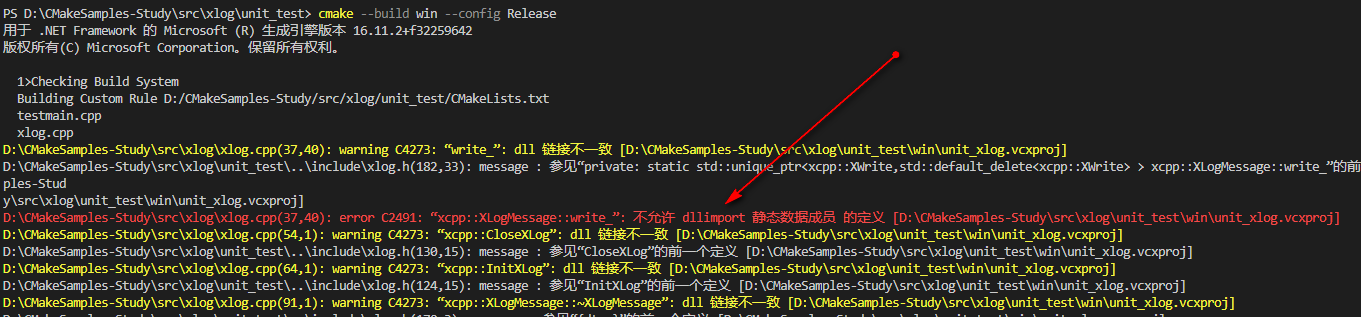 PS D:\CMakeSamples-Study\src\xlog\unit_test> cmake --build win --config Release
用于 .NET Framework 的 Microsoft (R) 生成引擎版本 16.11.2+f32259642
版权所有(C) Microsoft Corporation。保留所有权利。
1>Checking Build System
Building Custom Rule D:/CMakeSamples-Study/src/xlog/unit_test/CMakeLists.txt
testmain.cpp
xlog.cpp
D:\CMakeSamples-Study\src\xlog\xlog.cpp(37,40): warning C4273: “write_”: dll 链接不一致 [D:\CMakeSamples-Study\src\xlog\unit_test\win\unit_xlog.vcxproj]
D:\CMakeSamples-Study\src\xlog\unit_test\..\include\xlog.h(182,33): message : 参见“private: static std::unique_ptr<xcpp::XWrite,std::default_delete<xcpp::XWrite> > xcpp::XLogMessage::write_”的前
ples-Stud
y\src\xlog\unit_test\win\unit_xlog.vcxproj]
D:\CMakeSamples-Study\src\xlog\xlog.cpp(37,40): error C2491: “xcpp::XLogMessage::write_”: 不允许 dllimport 静态数据成员 的定义 [D:\CMakeSamples-Study\src\xlog\unit_test\win\unit_xlog.vcxproj]
D:\CMakeSamples-Study\src\xlog\xlog.cpp(54,1): warning C4273: “xcpp::CloseXLog”: dll 链接不一致 [D:\CMakeSamples-Study\src\xlog\unit_test\win\unit_xlog.vcxproj]
D:\CMakeSamples-Study\src\xlog\unit_test\..\include\xlog.h(130,15): message : 参见“CloseXLog”的前一个定义 [D:\CMakeSamples-Study\src\xlog\unit_test\win\unit_xlog.vcxproj]
D:\CMakeSamples-Study\src\xlog\xlog.cpp(64,1): warning C4273: “xcpp::InitXLog”: dll 链接不一致 [D:\CMakeSamples-Study\src\xlog\unit_test\win\unit_xlog.vcxproj]
D:\CMakeSamples-Study\src\xlog\unit_test\..\include\xlog.h(124,15): message : 参见“InitXLog”的前一个定义 [D:\CMakeSamples-Study\src\xlog\unit_test\win\unit_xlog.vcxproj]
D:\CMakeSamples-Study\src\xlog\xlog.cpp(91,1): warning C4273: “xcpp::XLogMessage::~XLogMessage”: dll 链接不一致 [D:\CMakeSamples-Study\src\xlog\unit_test\win\unit_xlog.vcxproj]